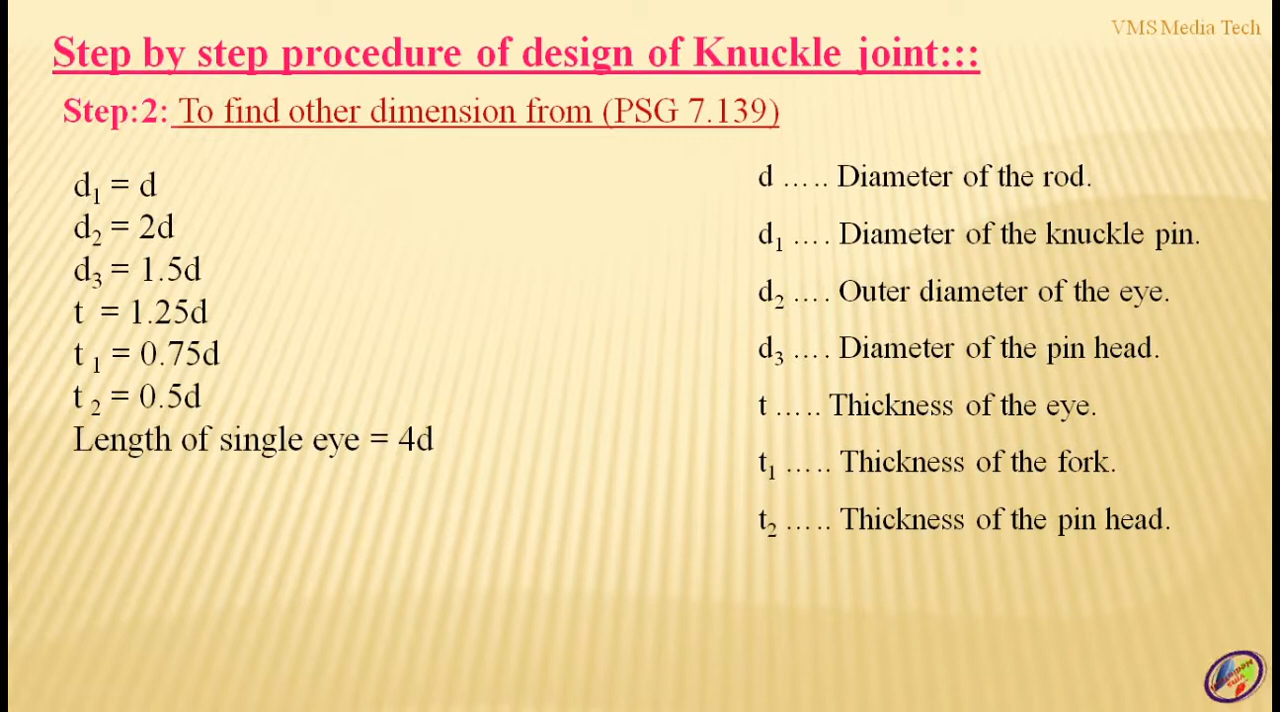 VMS Media Tech
Step by step procedure of design of Knuckle joint:::
Step:2: To find other dimension from (PSG 7.139)
d₁ = d
d₂ = 2d
d₃ = 1.5d
t = 1.25d
t ₁ = 0.75d
t ₂ = 0.5d
Length of single eye = 4d
d ….. Diameter of the rod.
d₁ …. Diameter of the knuckle pin.
d₂ …. Outer diameter of the eye.
d₃ …. Diameter of the pin head.
t ….. Thickness of the eye.
t₁ ….. Thickness of the fork.
t₂ ….. Thickness of the pin head.